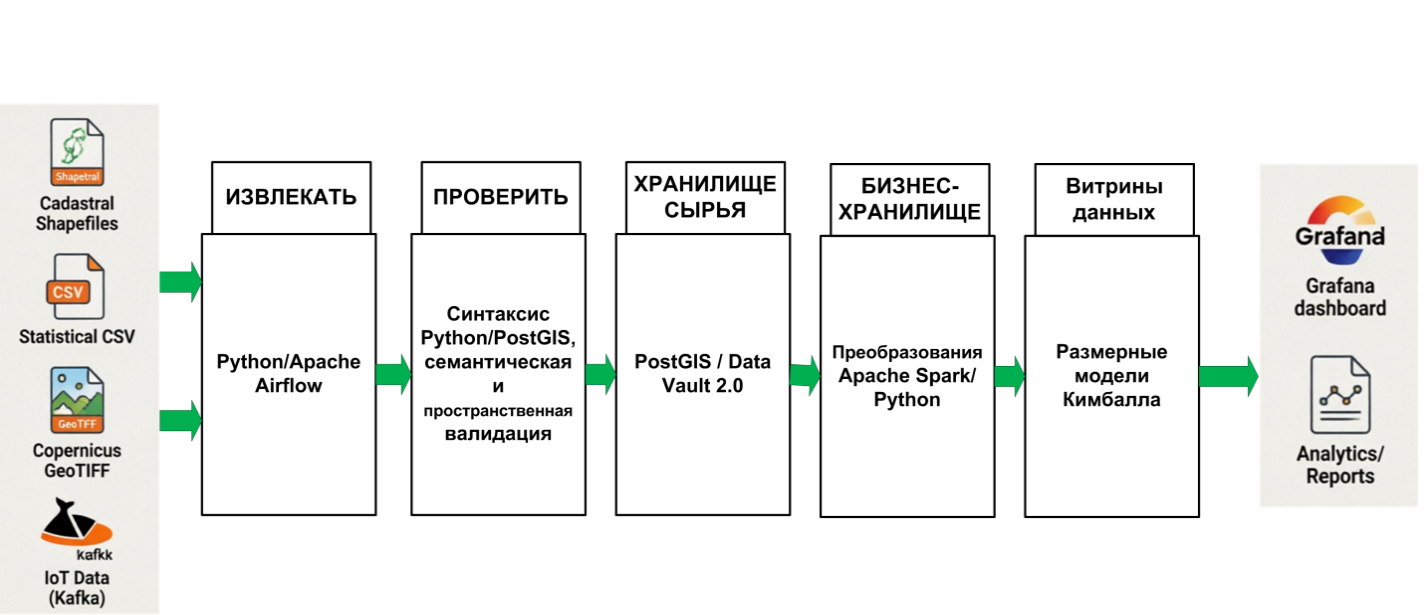 Shapetral
Cadastral
Shapefiles
CSV
Statistical CSV
GeoTIFF
Copernicus
GeoTIFF
Kafkk
IoT Data
(Kafka)
ИЗВЛЕКАТЬ
Python/Apache
Airflow
ПРОВЕРИТЬ
Синтаксис
Python/PostGIS,
семантическая
и
пространственная
валидация
ХРАНИЛИЩЕ
СЫРЬЯ
PostGIS / Data
Vault 2.0
БИЗНЕС-
ХРАНИЛИЩЕ
Преобразования
Apache Spark/
Python
Витрины
данных
Размерные
модели
Кимбалла
Grafand
Grafana
dashboard
Analytics/
Reports